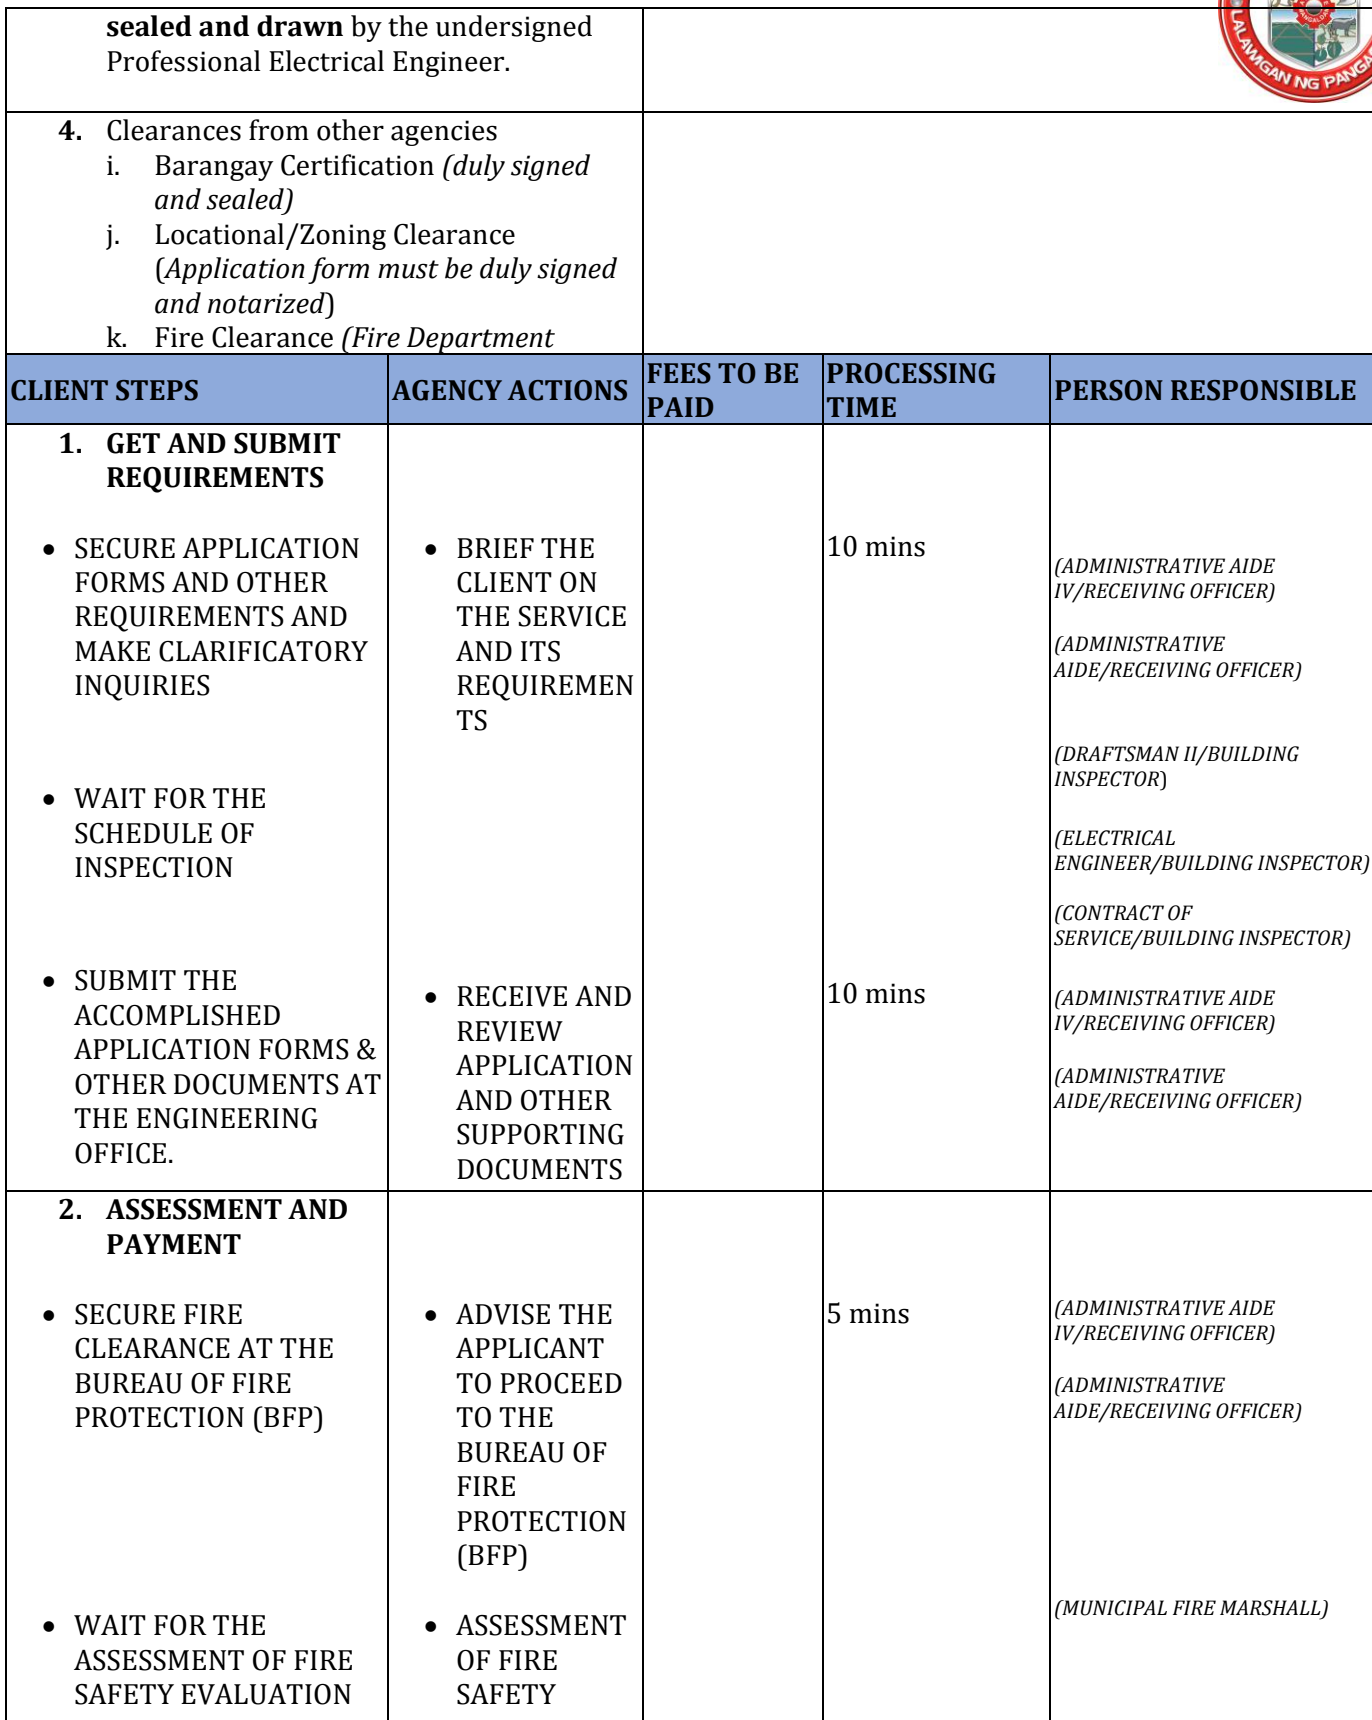 sealed and drawn by the undersigned
Professional Electrical Engineer.
4. Clearances from other agencies
i. Barangay Certification (duly signed
and sealed)
j. Locational/Zoning Clearance
(Application form must be duly signed
and notarized)
k. Fire Clearance (Fire Department
CLIENT STEPS
AGENCY ACTIONS
FEES TO BE
PAID
PROCESSING
TIME
PERSON RESPONSIBLE
1. GET AND SUBMIT
REQUIREMENTS
• SECURE APPLICATION
FORMS AND OTHER
REQUIREMENTS AND
MAKE CLARIFICATORY
INQUIRIES
• WAIT FOR THE
SCHEDULE OF
INSPECTION
• SUBMIT THE
ACCOMPLISHED
APPLICATION FORMS &
OTHER DOCUMENTS AT
THE ENGINEERING
OFFICE.
• BRIEF THE
CLIENT ON
THE SERVICE
AND ITS
REQUIREMEN
TS
• RECEIVE AND
REVIEW
APPLICATION
AND OTHER
SUPPORTING
DOCUMENTS
10 mins
10 mins
(ADMINISTRATIVE AIDE
IV/RECEIVING OFFICER)
(ADMINISTRATIVE
AIDE/RECEIVING OFFICER)
(DRAFTSMAN II/BUILDING
INSPECTOR)
(ELECTRICAL
ENGINEER/BUILDING INSPECTOR)
(CONTRACT OF
SERVICE/BUILDING INSPECTOR)
(ADMINISTRATIVE AIDE
IV/RECEIVING OFFICER)
(ADMINISTRATIVE
AIDE/RECEIVING OFFICER)
2. ASSESSMENT AND
PAYMENT
• SECURE FIRE
CLEARANCE AT THE
BUREAU OF FIRE
PROTECTION (BFP)
• WAIT FOR THE
ASSESSMENT OF FIRE
SAFETY EVALUATION
• ADVISE THE
APPLICANT
TO PROCEED
TO THE
BUREAU OF
FIRE
PROTECTION
(BFP)
• ASSESSMENT
OF FIRE
SAFETY
5 mins
(ADMINISTRATIVE AIDE
IV/RECEIVING OFFICER)
(ADMINISTRATIVE
AIDE/RECEIVING OFFICER)
(MUNICIPAL FIRE MARSHALL)